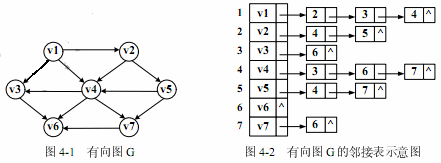 v1 v2
v3 v4 v5
v6 v7
图 4-1 有向图 G
1 v1 2 3 4 ^
2 v2 4 5 ^
3 v3 6 ^
4 v4 3 6 7 ^
5 v5 4 7 ^
6 v6 ^
7 v7 6 ^
图 4-2 有向图 G 的邻接表示意图